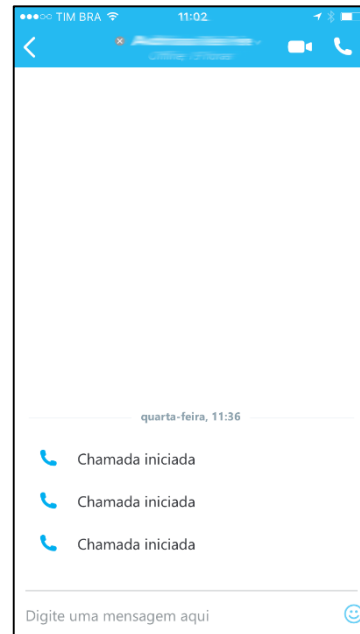 TIM BRA 11:02
quarta-feira, 11:36
Chamada iniciada
Chamada iniciada
Chamada iniciada
Digite uma mensagem aqui